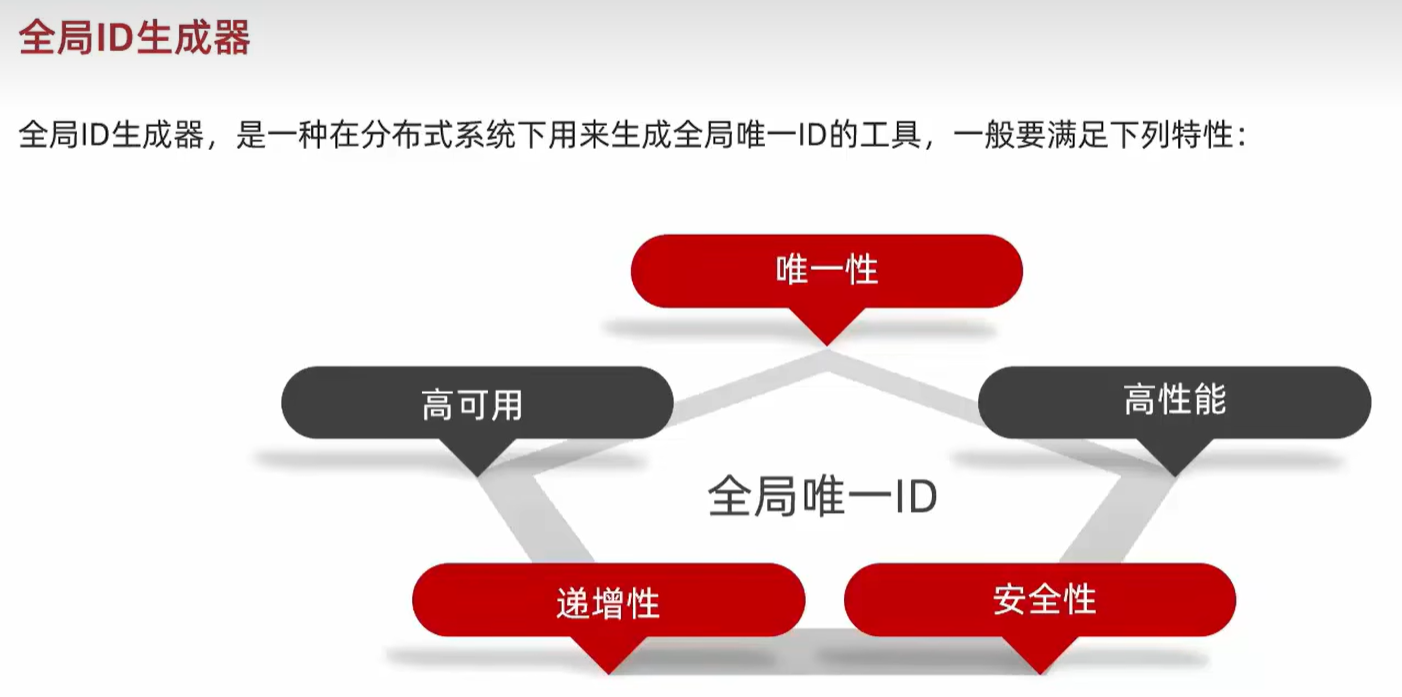 全局ID生成器
全局ID生成器，是一种在分布式系统下用来生成全局唯一ID的工具，一般要满足下列特性：
唯一性
高可用
高性能
全局唯一ID
递增性
安全性